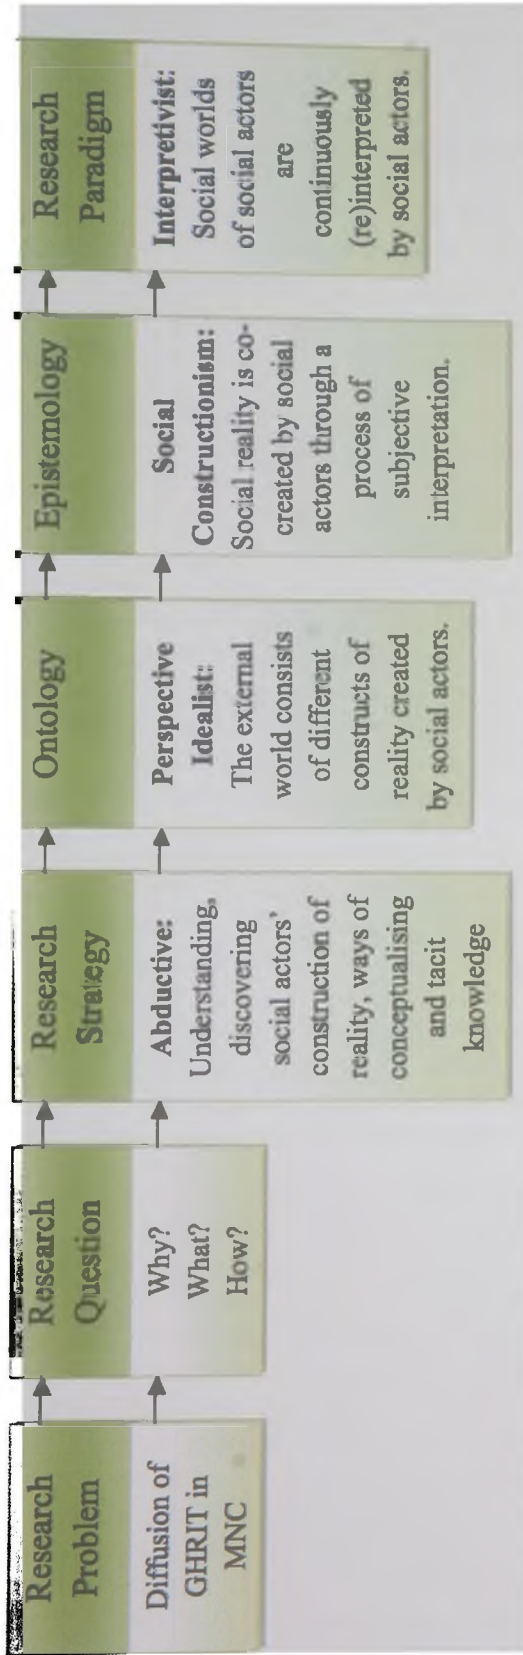 Research
Problem
Diffusion of
GHRIT in
MNC
Research
Question
Why?
What?
How?
Research
Strategy
Abductive:
Understanding,
discovering
social actors'
construction of
reality, ways of
conceptualising
and tacit
knowledge
Ontology
Perspective
Idealist:
The external
world consists
of different
constructs of
reality created
by social actors.
Epistemology
Social
Constructionism:
Social reality is co-
created by social
actors through a
process of
subjective
interpretation.
Research
Paradigm
Interpretivist:
Social worlds
of social actors
are
continuously
(re)interpreted
by social actors.